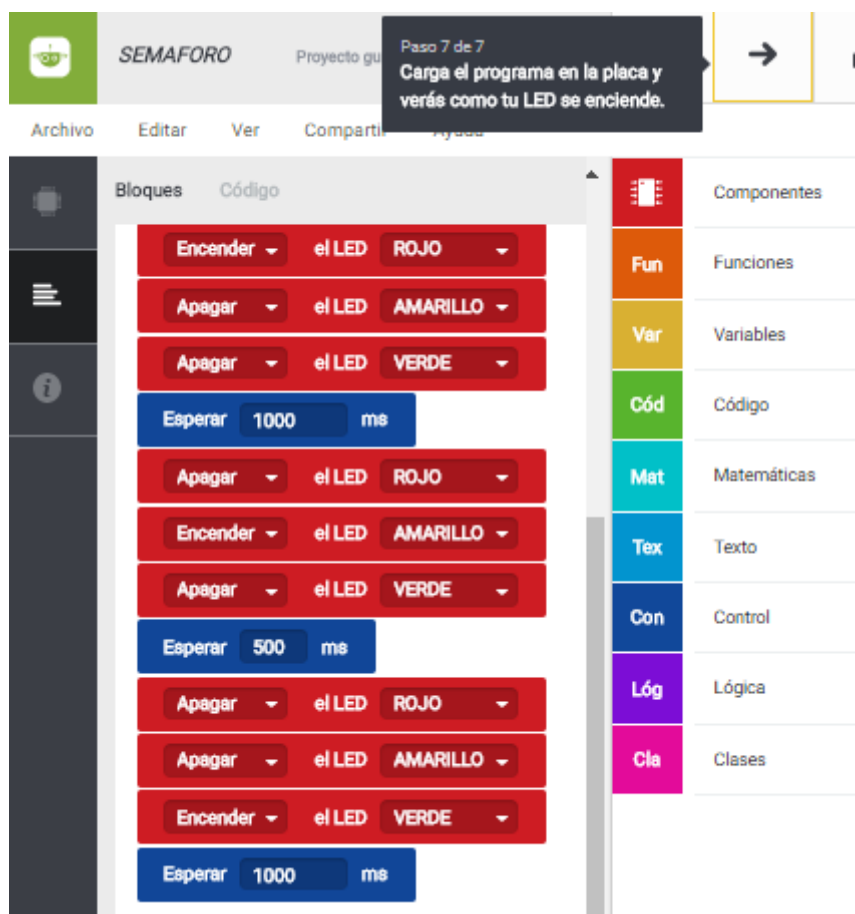 SEMAFORO
Proyecto gu
Paso 7 de 7
Carga el programa en la placa y
verás como tu LED se enciende.
Archivo Editar Ver Compartir Ayuda
Bloques Código
Encender el LED ROJO
Apagar el LED AMARILLO
Apagar el LED VERDE
Esperar 1000 ms
Apagar el LED ROJO
Encender el LED AMARILLO
Apagar el LED VERDE
Esperar 500 ms
Apagar el LED ROJO
Apagar el LED AMARILLO
Encender el LED VERDE
Esperar 1000 ms
Componentes
Fun Funciones
Var Variables
Cód Código
Mat Matemáticas
Tex Texto
Con Control
Lóg Lógica
Cla Clases